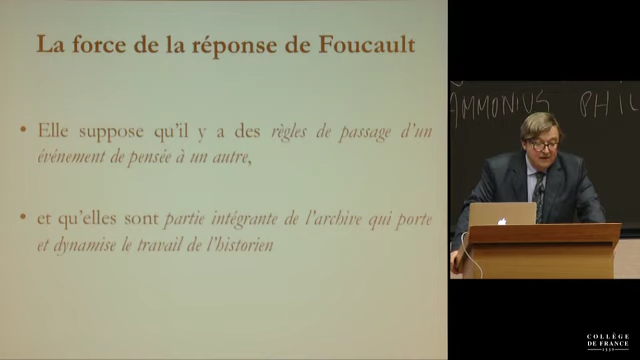 La force de la réponse de Foucault
• Elle suppose qu'il y a des règles de passage d'un
événement de pensée à un autre,
• et qu'elles sont partie intégrante de l'archive qui porte
et dynamise le travail de l'historien
AMMONIUS PHIL
COLLÈGE
DE FRANCE
1530